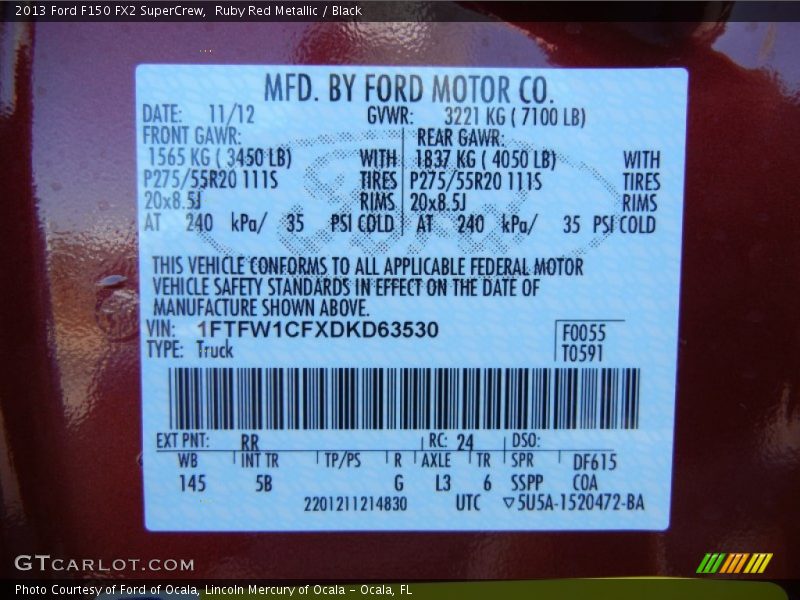 2013 Ford F150 FX2 SuperCrew,  Ruby Red Metallic / Black
MFD. BY FORD MOTOR CO.
DATE: 11/12 GVWR: 3221 KG ( 7100 LB)
FRONT GAWR: REAR GAWR:
1565 KG ( 3450 LB) WITH 1837 KG ( 4050 LB) WITH
P275/55R20 111S TIRES P275/55R20 111S TIRES
20x8.5J RIMS 20x8.5J RIMS
AT 240 kPa/ 35 PSI COLD AT 240 kPa/ 35 PSI COLD
Ford
THIS VEHICLE CONFORMS TO ALL APPLICABLE FEDERAL MOTOR
VEHICLE SAFETY STANDARDS IN EFFECT ON THE DATE OF
MANUFACTURE SHOWN ABOVE.
VIN: 1FTFW1CFXDKD63530 F0055
TYPE: Truck T0591
EXT PNT: RR RC: 24 DSO:
WB INT TR TP/PS R AXLE TR SPR DF615
145 5B G L3 6 SSPP COA
2201211214830 UTC ▽5U5A-1520472-BA
GTCARLOT.COM
Photo Courtesy of Ford of Ocala, Lincoln Mercury of Ocala – Ocala, FL